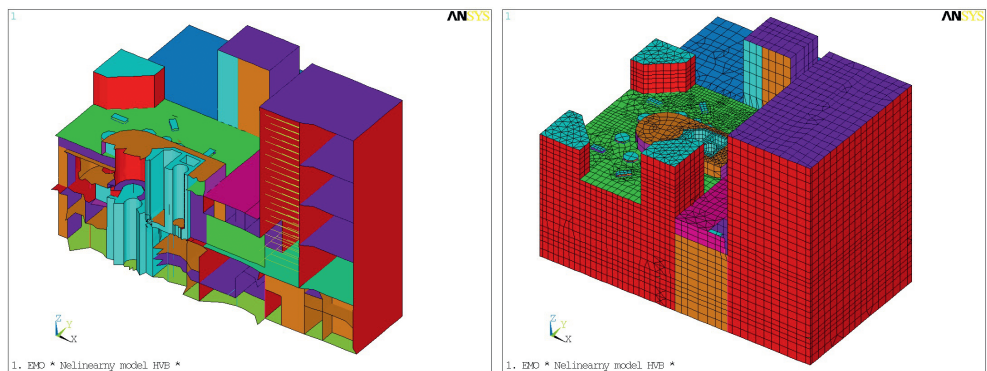 1
ANSYS
Z
Y
X
1. EMO * Nelinearny model HVB *
1
ANSYS
Z
Y
X
1. EMO * Nelinearny model HVB *